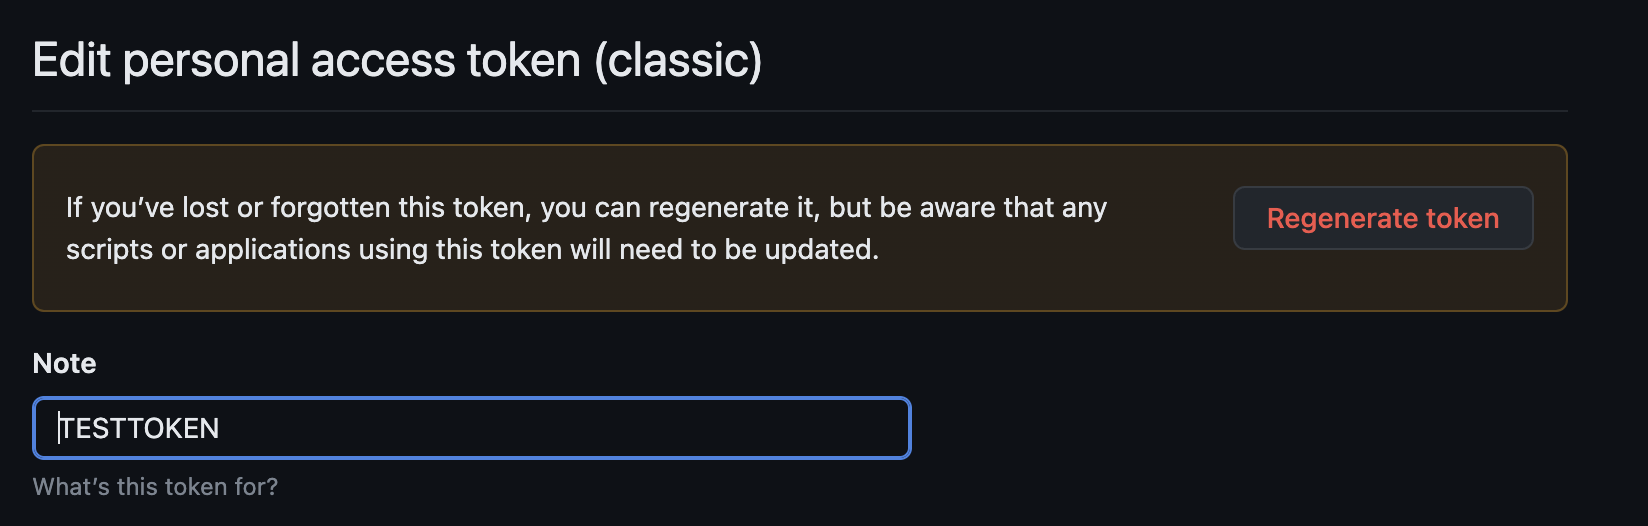 Edit personal access token (classic)
If you’ve lost or forgotten this token, you can regenerate it, but be aware that any
scripts or applications using this token will need to be updated.
Regenerate token
Note
TESTTOKEN
What’s this token for?